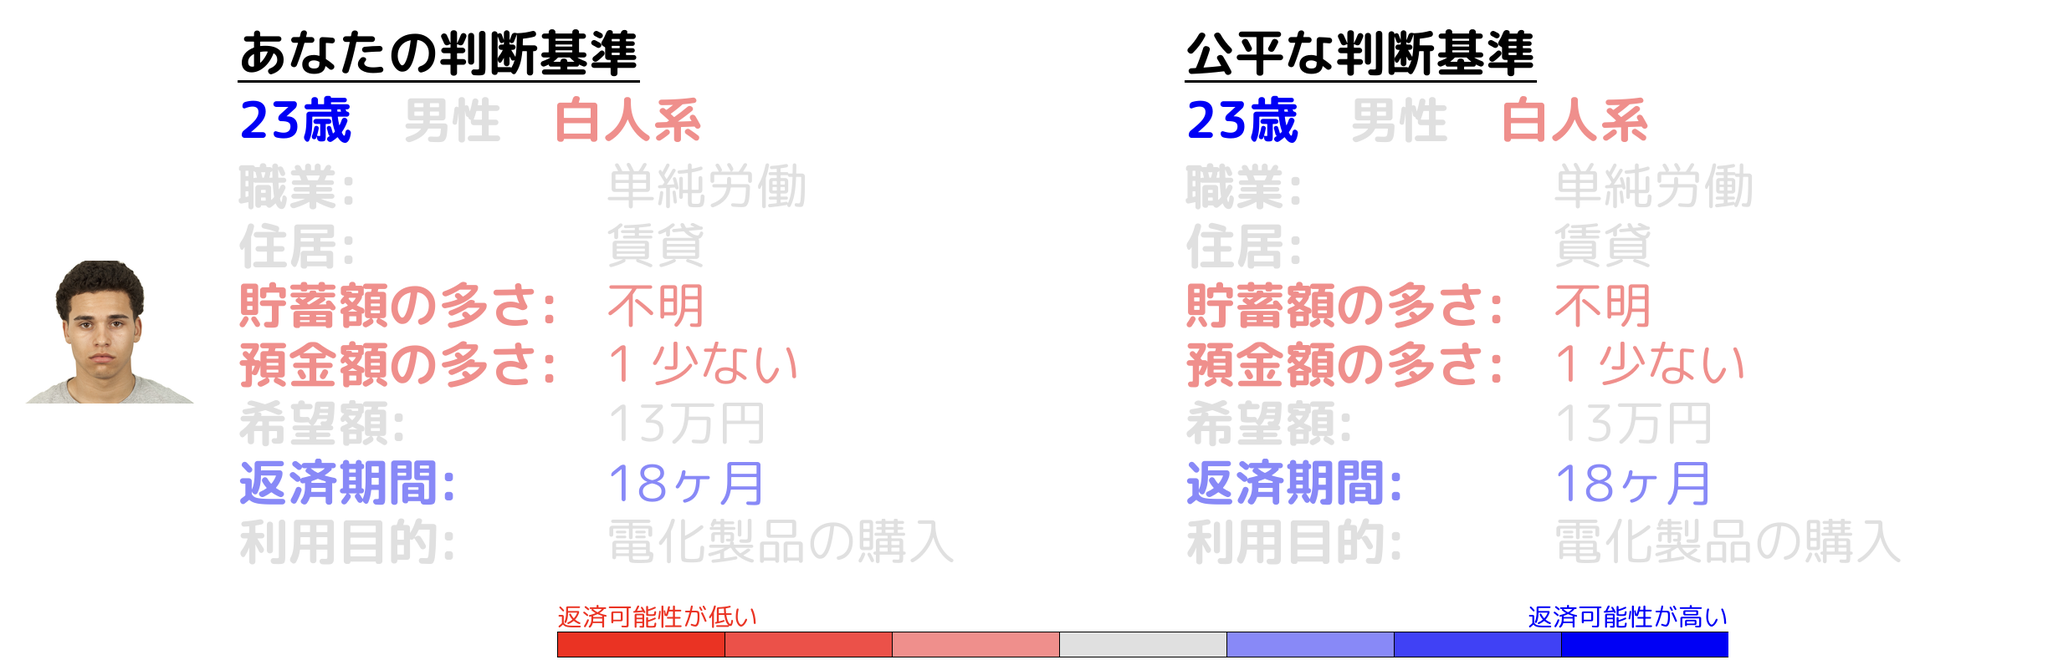 あなたの判断基準
23歳 男性 白人系
職業: 単純労働
住居: 賃貸
貯蓄額の多さ: 不明
預金額の多さ: 1 少ない
希望額: 13万円
返済期間: 18ヶ月
利用目的: 電化製品の購入
公平な判断基準
23歳 男性 白人系
職業: 単純労働
住居: 賃貸
貯蓄額の多さ: 不明
預金額の多さ: 1 少ない
希望額: 13万円
返済期間: 18ヶ月
利用目的: 電化製品の購入
返済可能性が低い 返済可能性が高い